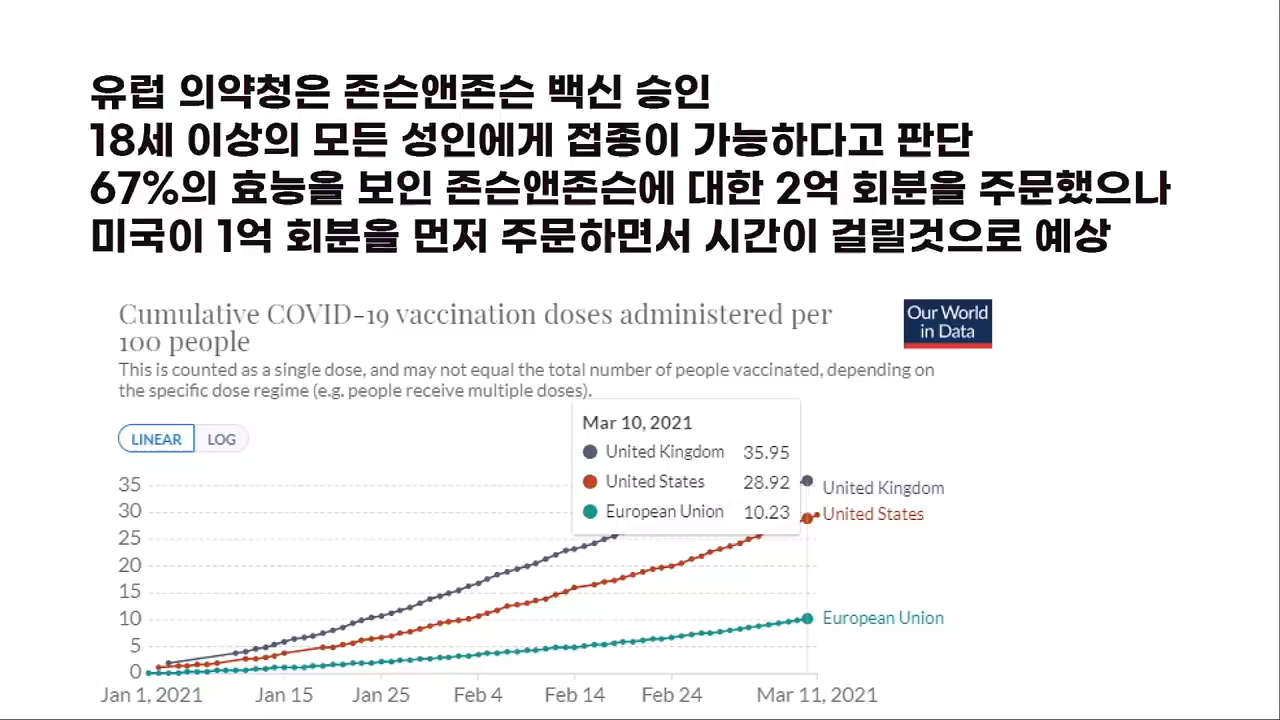 유럽 의약청은 존슨앤존슨 백신 승인
18세 이상의 모든 성인에게 접종이 가능하다고 판단
67%의 효능을 보인 존슨앤존슨에 대한 2억 회분을 주문했으나
미국이 1억 회분을 먼저 주문하면서 시간이 걸릴것으로 예상
Cumulative COVID-19 vaccination doses administered per
100 people
Our World
in Data
This is counted as a single dose, and may not equal the total number of people vaccinated, depending on
the specific dose regime (e.g. people receive multiple doses).
LINEAR LOG
Mar 10, 2021
United Kingdom 35.95
United States 28.92
European Union 10.23
35
30
25
20
15
10
5
0
United Kingdom
United States
European Union
Jan 1, 2021 Jan 15 Jan 25 Feb 4 Feb 14 Feb 24 Mar 11, 2021